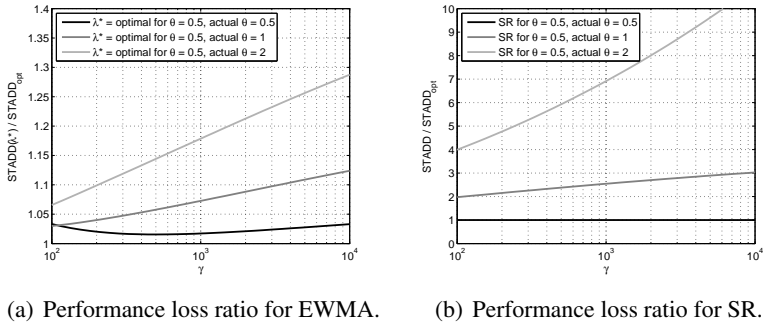 1.4
1.35
1.3
1.25
1.2
1.15
1.1
1.05
1
STADD(λ*) / STADD_opt
λ* = optimal for θ = 0.5, actual θ = 0.5
λ* = optimal for θ = 0.5, actual θ = 1
λ* = optimal for θ = 0.5, actual θ = 2
10^2
10^3
10^4
γ
(a) Performance loss ratio for EWMA.
10
9
8
7
6
5
4
3
2
1
0
STADD / STADD_opt
SR for θ = 0.5, actual θ = 0.5
SR for θ = 0.5, actual θ = 1
SR for θ = 0.5, actual θ = 2
10^2
10^3
10^4
γ
(b) Performance loss ratio for SR.